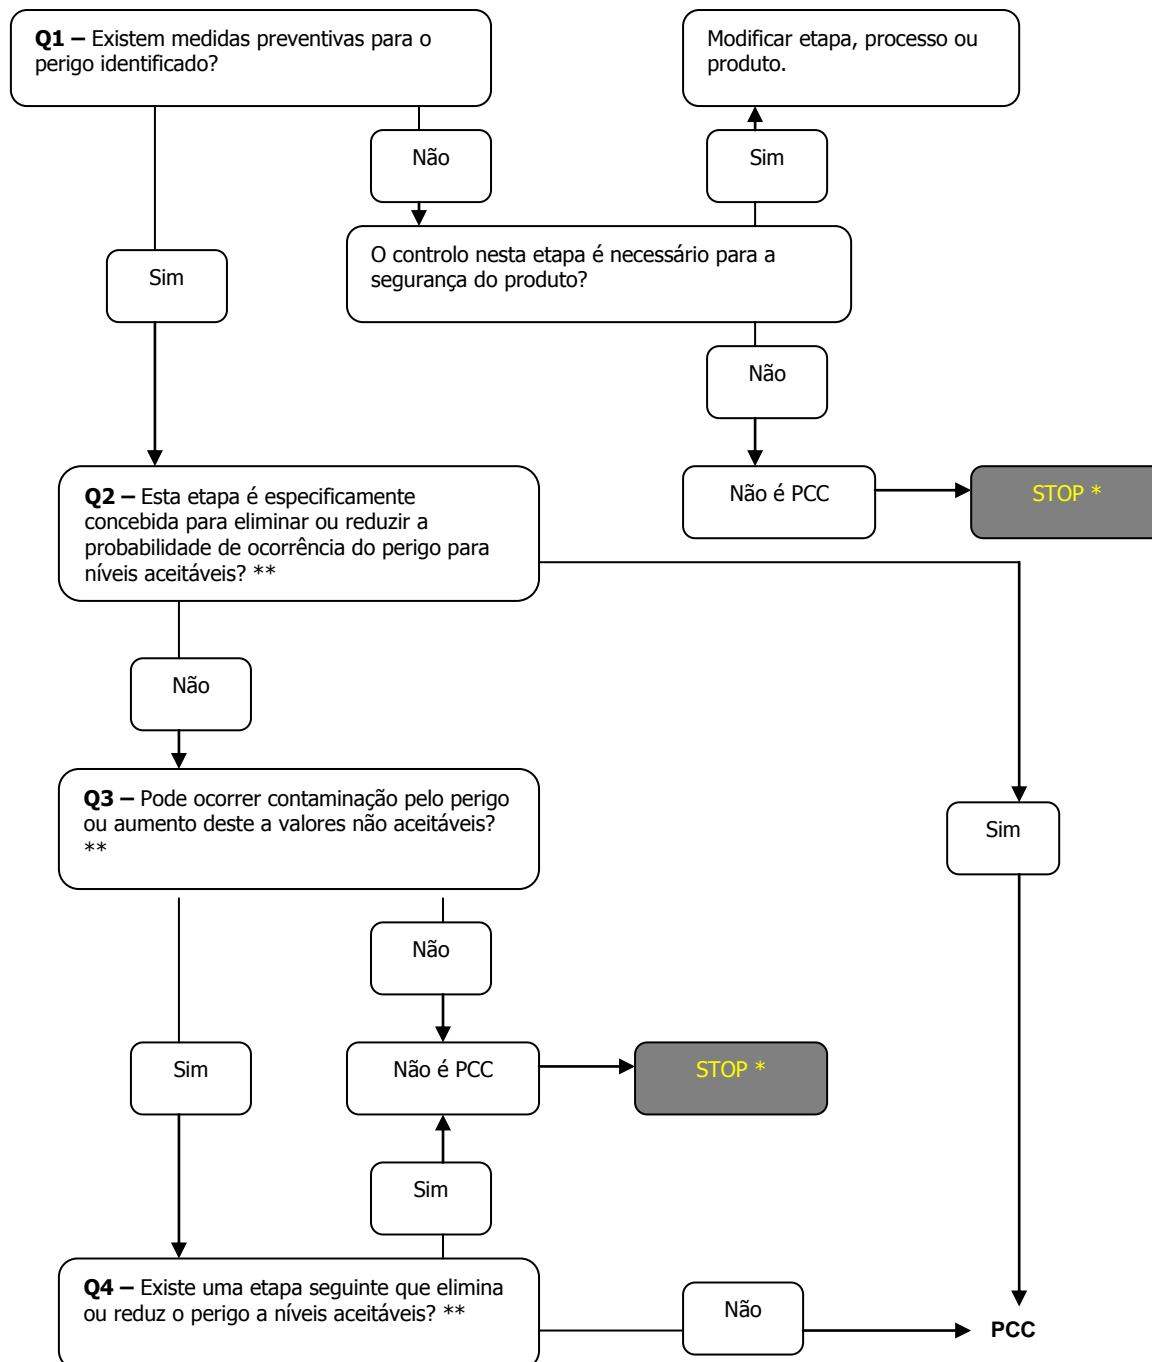 Q1 – Existem medidas preventivas para o
perigo identificado?
Modificar etapa, processo ou
produto.
Não
Sim
O controlo nesta etapa é necessário para a
segurança do produto?
Sim
Não
Q2 – Esta etapa é especificamente
concebida para eliminar ou reduzir a
probabilidade de ocorrência do perigo para
níveis aceitáveis? **
Não é PCC
STOP *
Não
Q3 – Pode ocorrer contaminação pelo perigo
ou aumento deste a valores não aceitáveis?
**
Sim
Não
Sim
Não é PCC
STOP *
Sim
Q4 – Existe uma etapa seguinte que elimina
ou reduz o perigo a níveis aceitáveis? **
Não
PCC